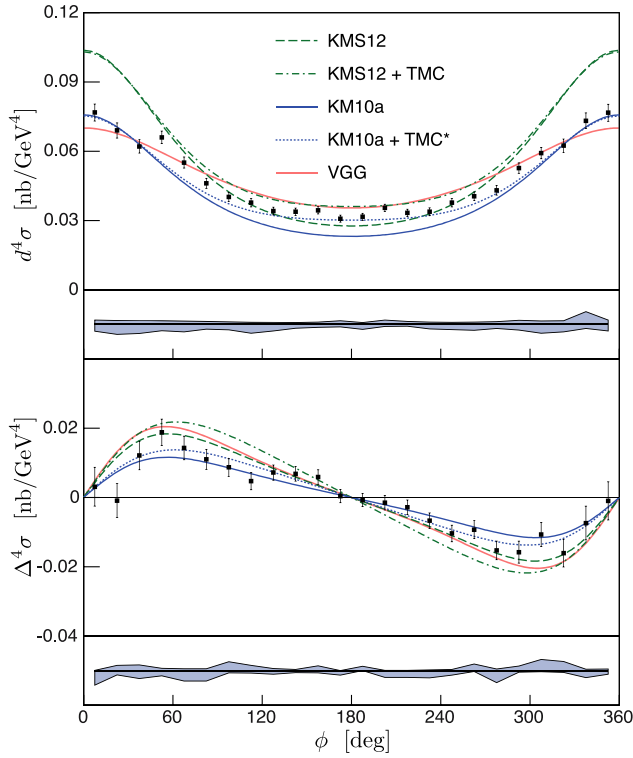 0.12
0.09
0.06
0.03
0
d⁴σ [nb/GeV⁴]
KMS12
KMS12 + TMC
KM10a
KM10a + TMC*
VGG
0.02
0
-0.02
-0.04
Δ⁴σ [nb/GeV⁴]
0 60 120 180 240 300 360
ϕ [deg]